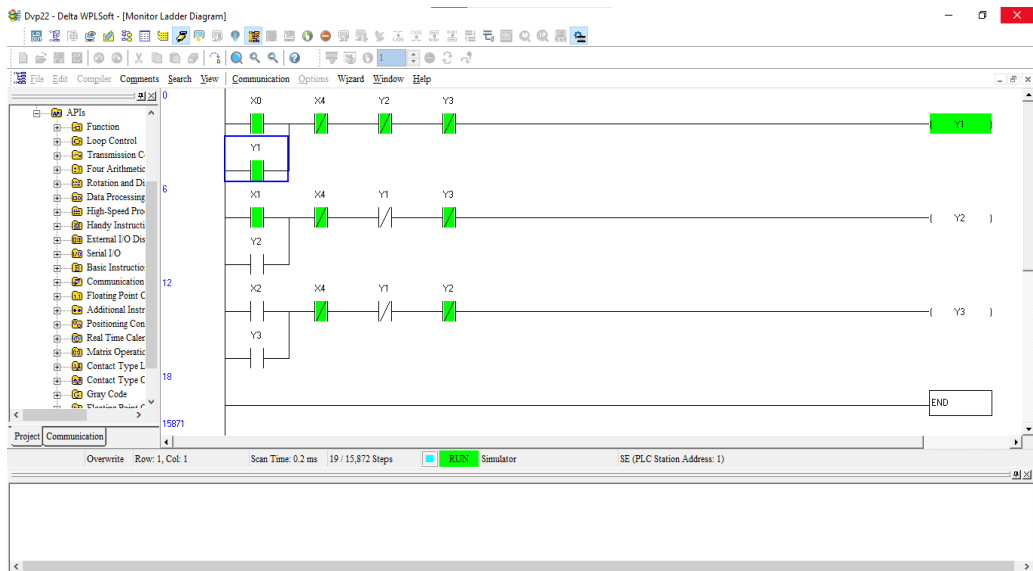 Dvp22 - Delta WPLSoft - [Monitor Ladder Diagram]
1
File Edit Compiler Comments Search View Communication Options Wizard Window Help
APIs
Function
Loop Control
Transmission C
Four Arithmetic
Rotation and Di
Data Processing
High-Speed Pro
Handy Instructi
External I/O Dis
Serial I/O
Basic Instructio
Communication
Floating Point C
Additional Instr
Positioning Con
Real Time Caler
Matrix Operatic
Contact Type L
Contact Type C
Gray Code
Floating Point C
Project Communication
0
X0 X4 Y2 Y3
Y1
Y1
6
X1 X4 Y1 Y3
Y2
Y2
12
X2 X4 Y1 Y2
Y3
Y3
18
END
15871
Overwrite Row: 1, Col: 1 Scan Time: 0.2 ms 19 / 15,872 Steps RUN Simulator SE (PLC Station Address: 1)